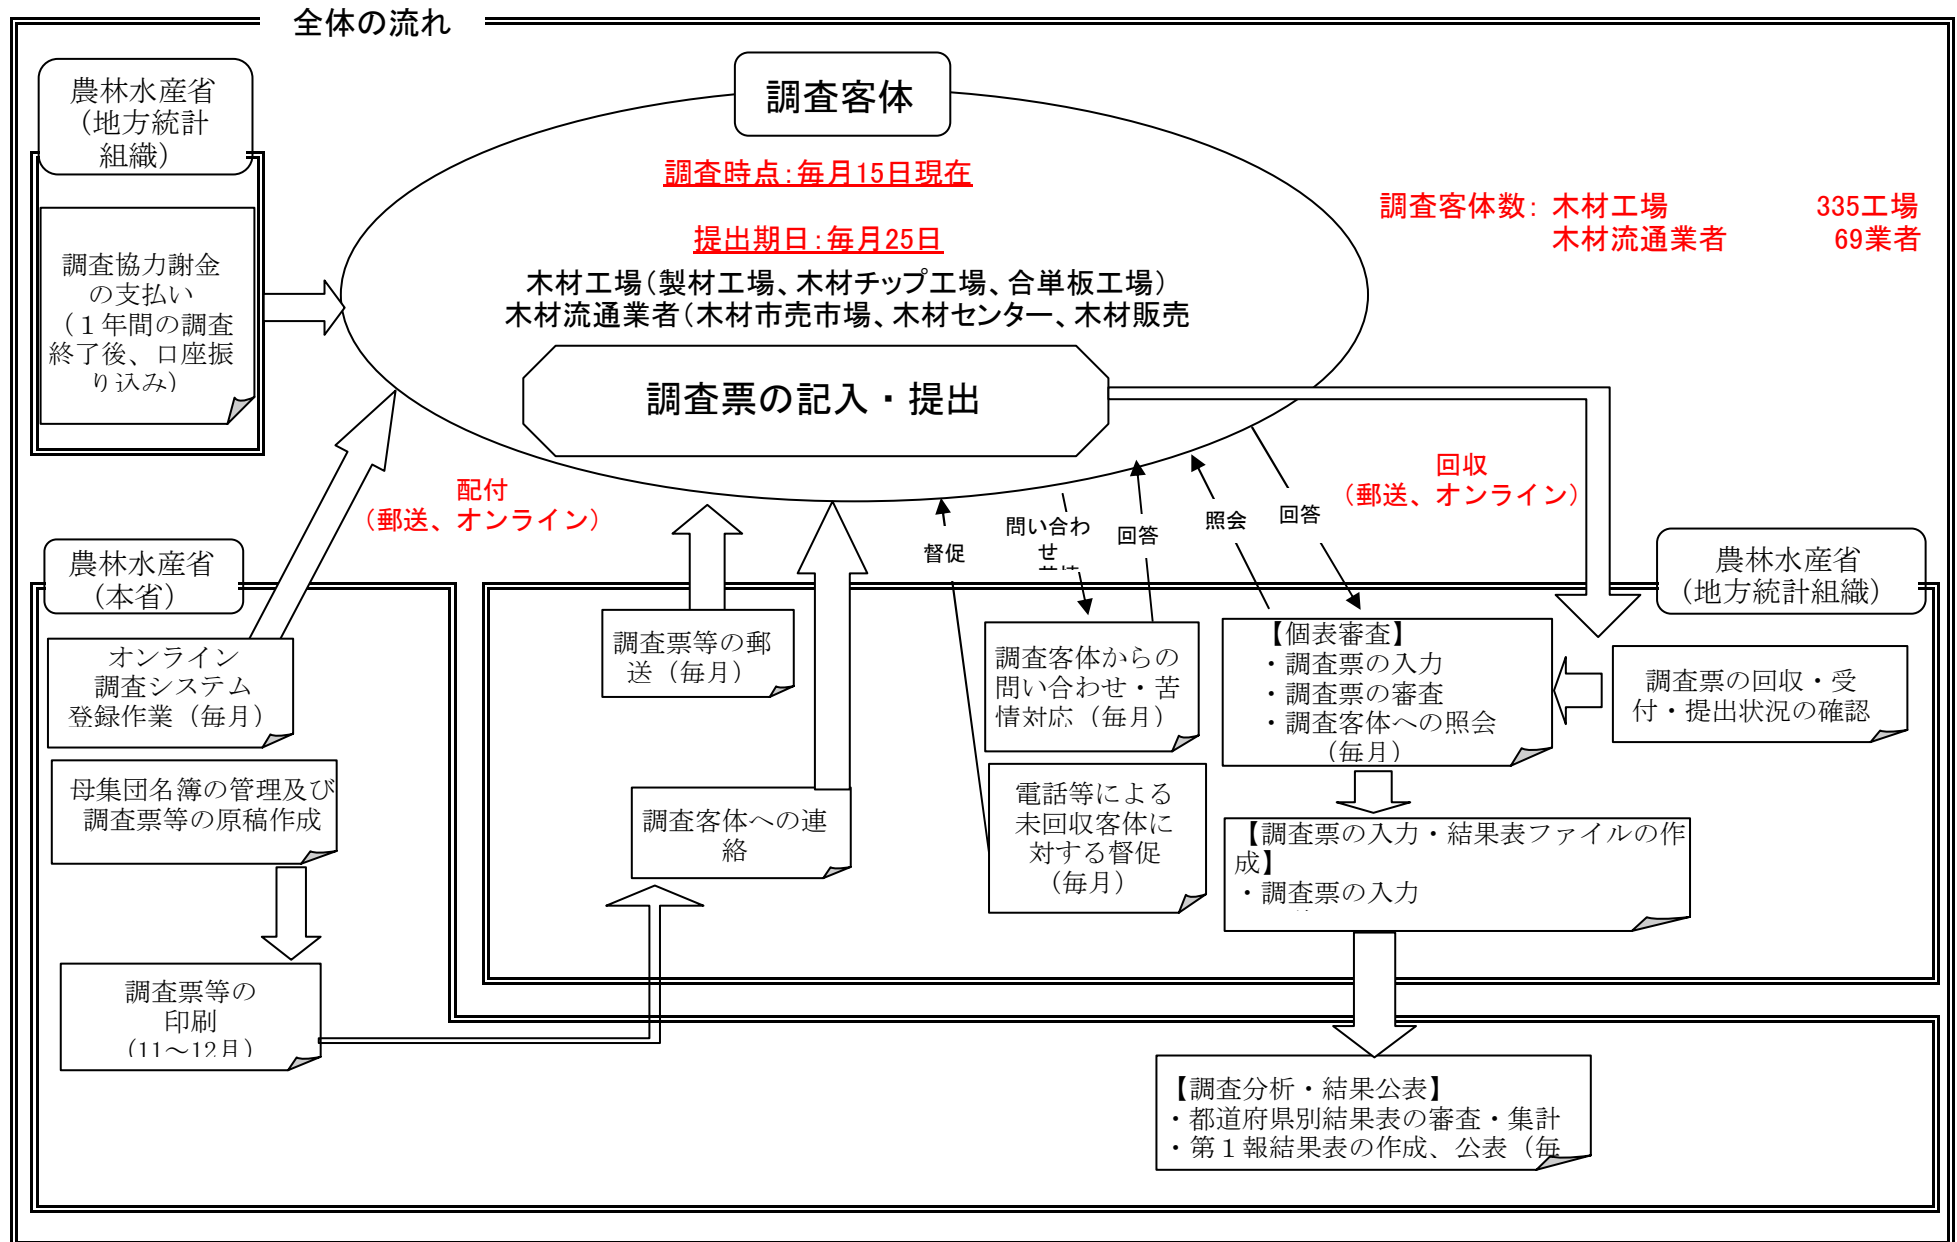 全体の流れ
農林水産省
(地方統計
組織)
調査協力謝金
の支払い
(１年間の調査
終了後、口座振
り込み)
調査客体
調査時点:毎月15日現在
提出期日:毎月25日
木材工場(製材工場、木材チップ工場、合単板工場)
木材流通業者(木材市売市場、木材センター、木材販売
調査票の記入・提出
調査客体数: 木材工場 335工場
木材流通業者 69業者
配付
(郵送、オンライン)
督促
問い合わ
せ
回答
照会
回答
回収
(郵送、オンライン)
農林水産省
(本省)
オンライン
調査システム
登録作業(毎月)
母集団名簿の管理及び
調査票等の原稿作成
調査票等の
印刷
(11～12月)
調査票等の郵
送(毎月)
調査客体への連
絡
調査客体からの
問い合わせ・苦
情対応(毎月)
電話等による
未回収客体に
対する督促
(毎月)
農林水産省
(地方統計組織)
【個表審査】
・調査票の入力
・調査票の審査
・調査客体への照会
(毎月)
調査票の回収・受
付・提出状況の確認
【調査票の入力・結果表ファイルの作
成】
・調査票の入力
【調査分析・結果公表】
・都道府県別結果表の審査・集計
・第１報結果表の作成、公表(毎